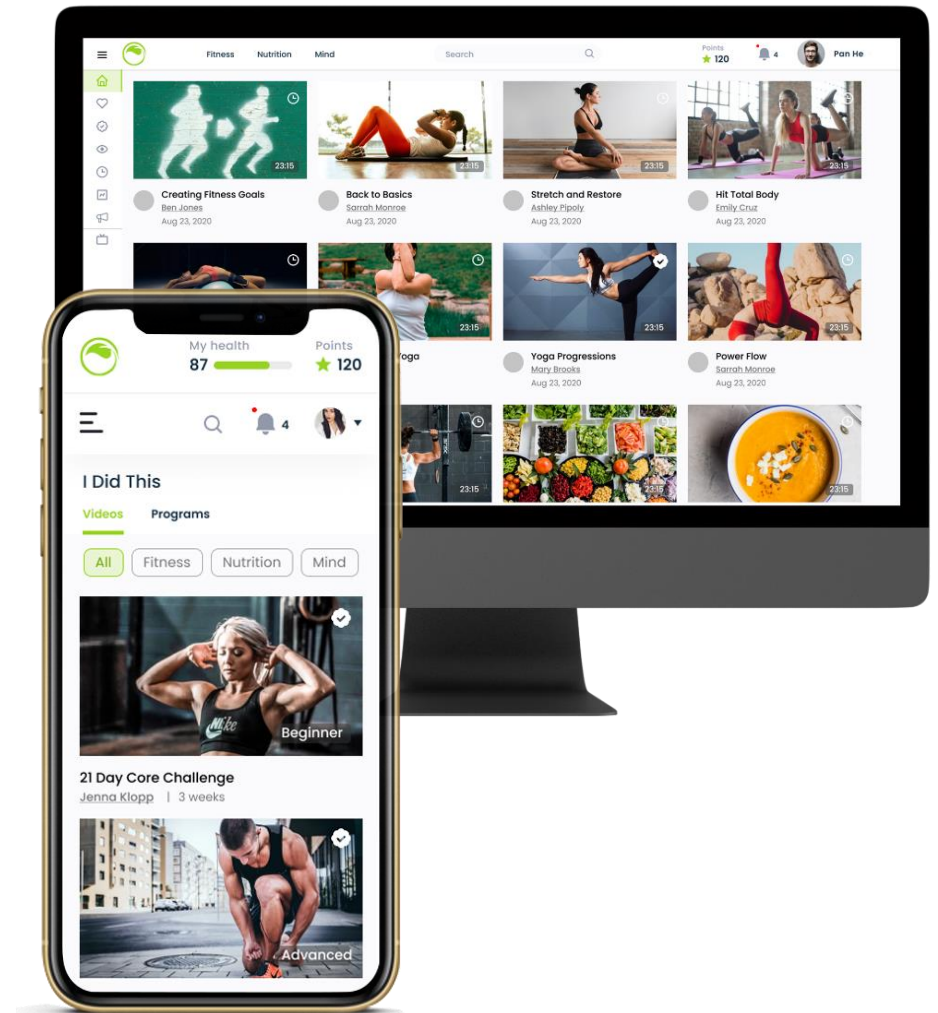 Fitness Nutrition Mind Search Points 120 4 Pan He
23:15 23:15 23:15 23:15
Creating Fitness Goals Back to Basics Stretch and Restore Hit Total Body
Ben Jones Sarrah Monroe Ashley Pipoly Emily Cruz
Aug 23, 2020 Aug 23, 2020 Aug 23, 2020 Aug 23, 2020
23:15 23:15 23:15
Yoga Yoga Progressions Power Flow
Mary Brooks Sarrah Monroe
Aug 23, 2020 Aug 23, 2020
23:15 23:15 23:15
My health Points
87 120
4
I Did This
Videos Programs
All Fitness Nutrition Mind
Nike
Beginner
21 Day Core Challenge
Jenna Klopp | 3 weeks
Advanced